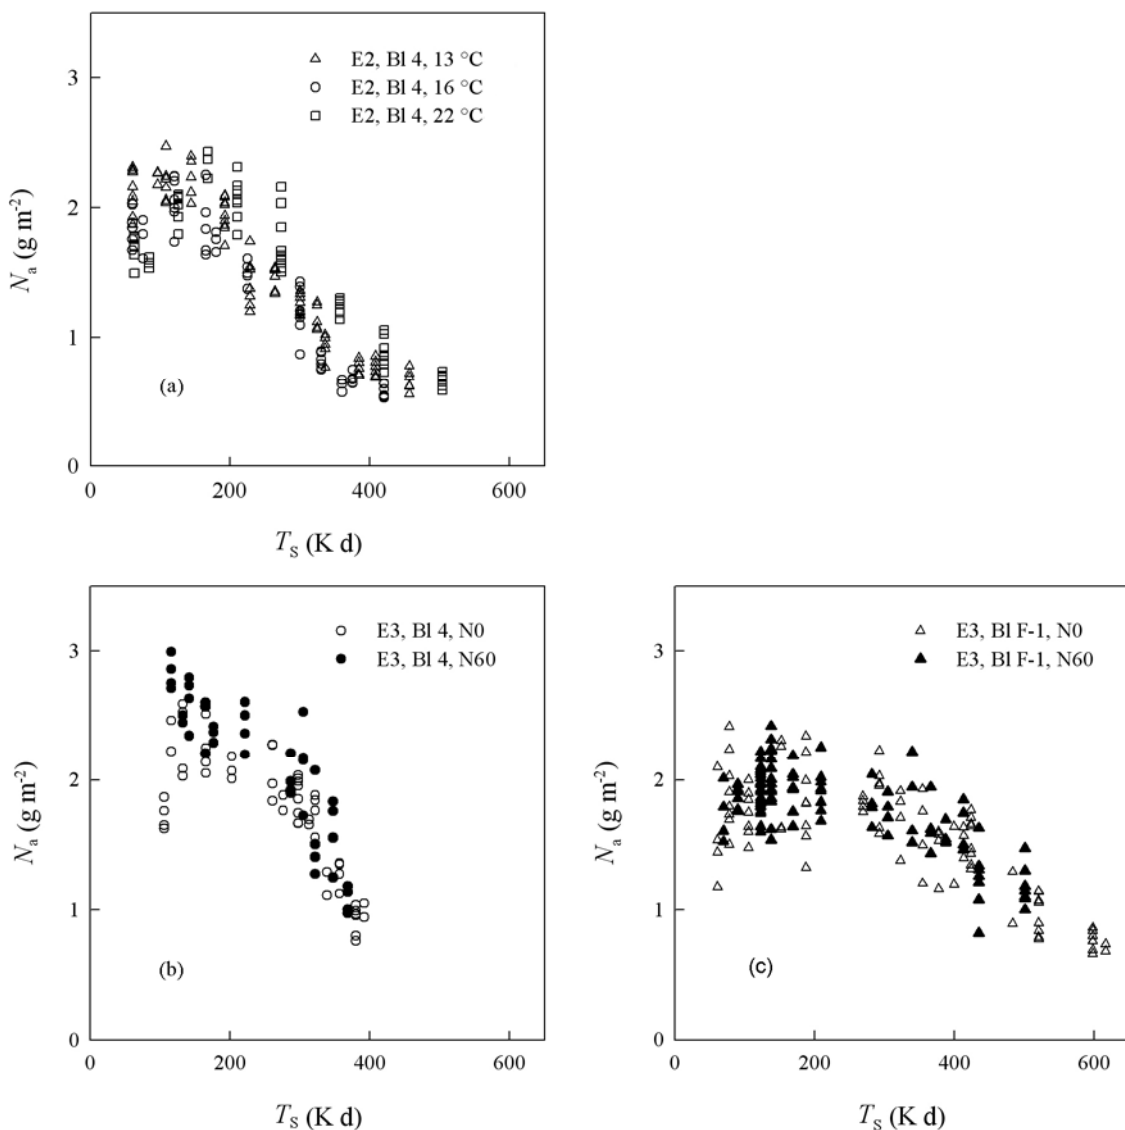 E2, Bl 4, 13 °C
E2, Bl 4, 16 °C
E2, Bl 4, 22 °C
3
2
1
0
Na (g m-2)
(a)
0 200 400 600
TS (K d)
E3, Bl 4, N0
E3, Bl 4, N60
3
2
1
0
Na (g m-2)
(b)
0 200 400 600
TS (K d)
E3, Bl F-1, N0
E3, Bl F-1, N60
3
2
1
0
Na (g m-2)
(c)
0 200 400 600
TS (K d)